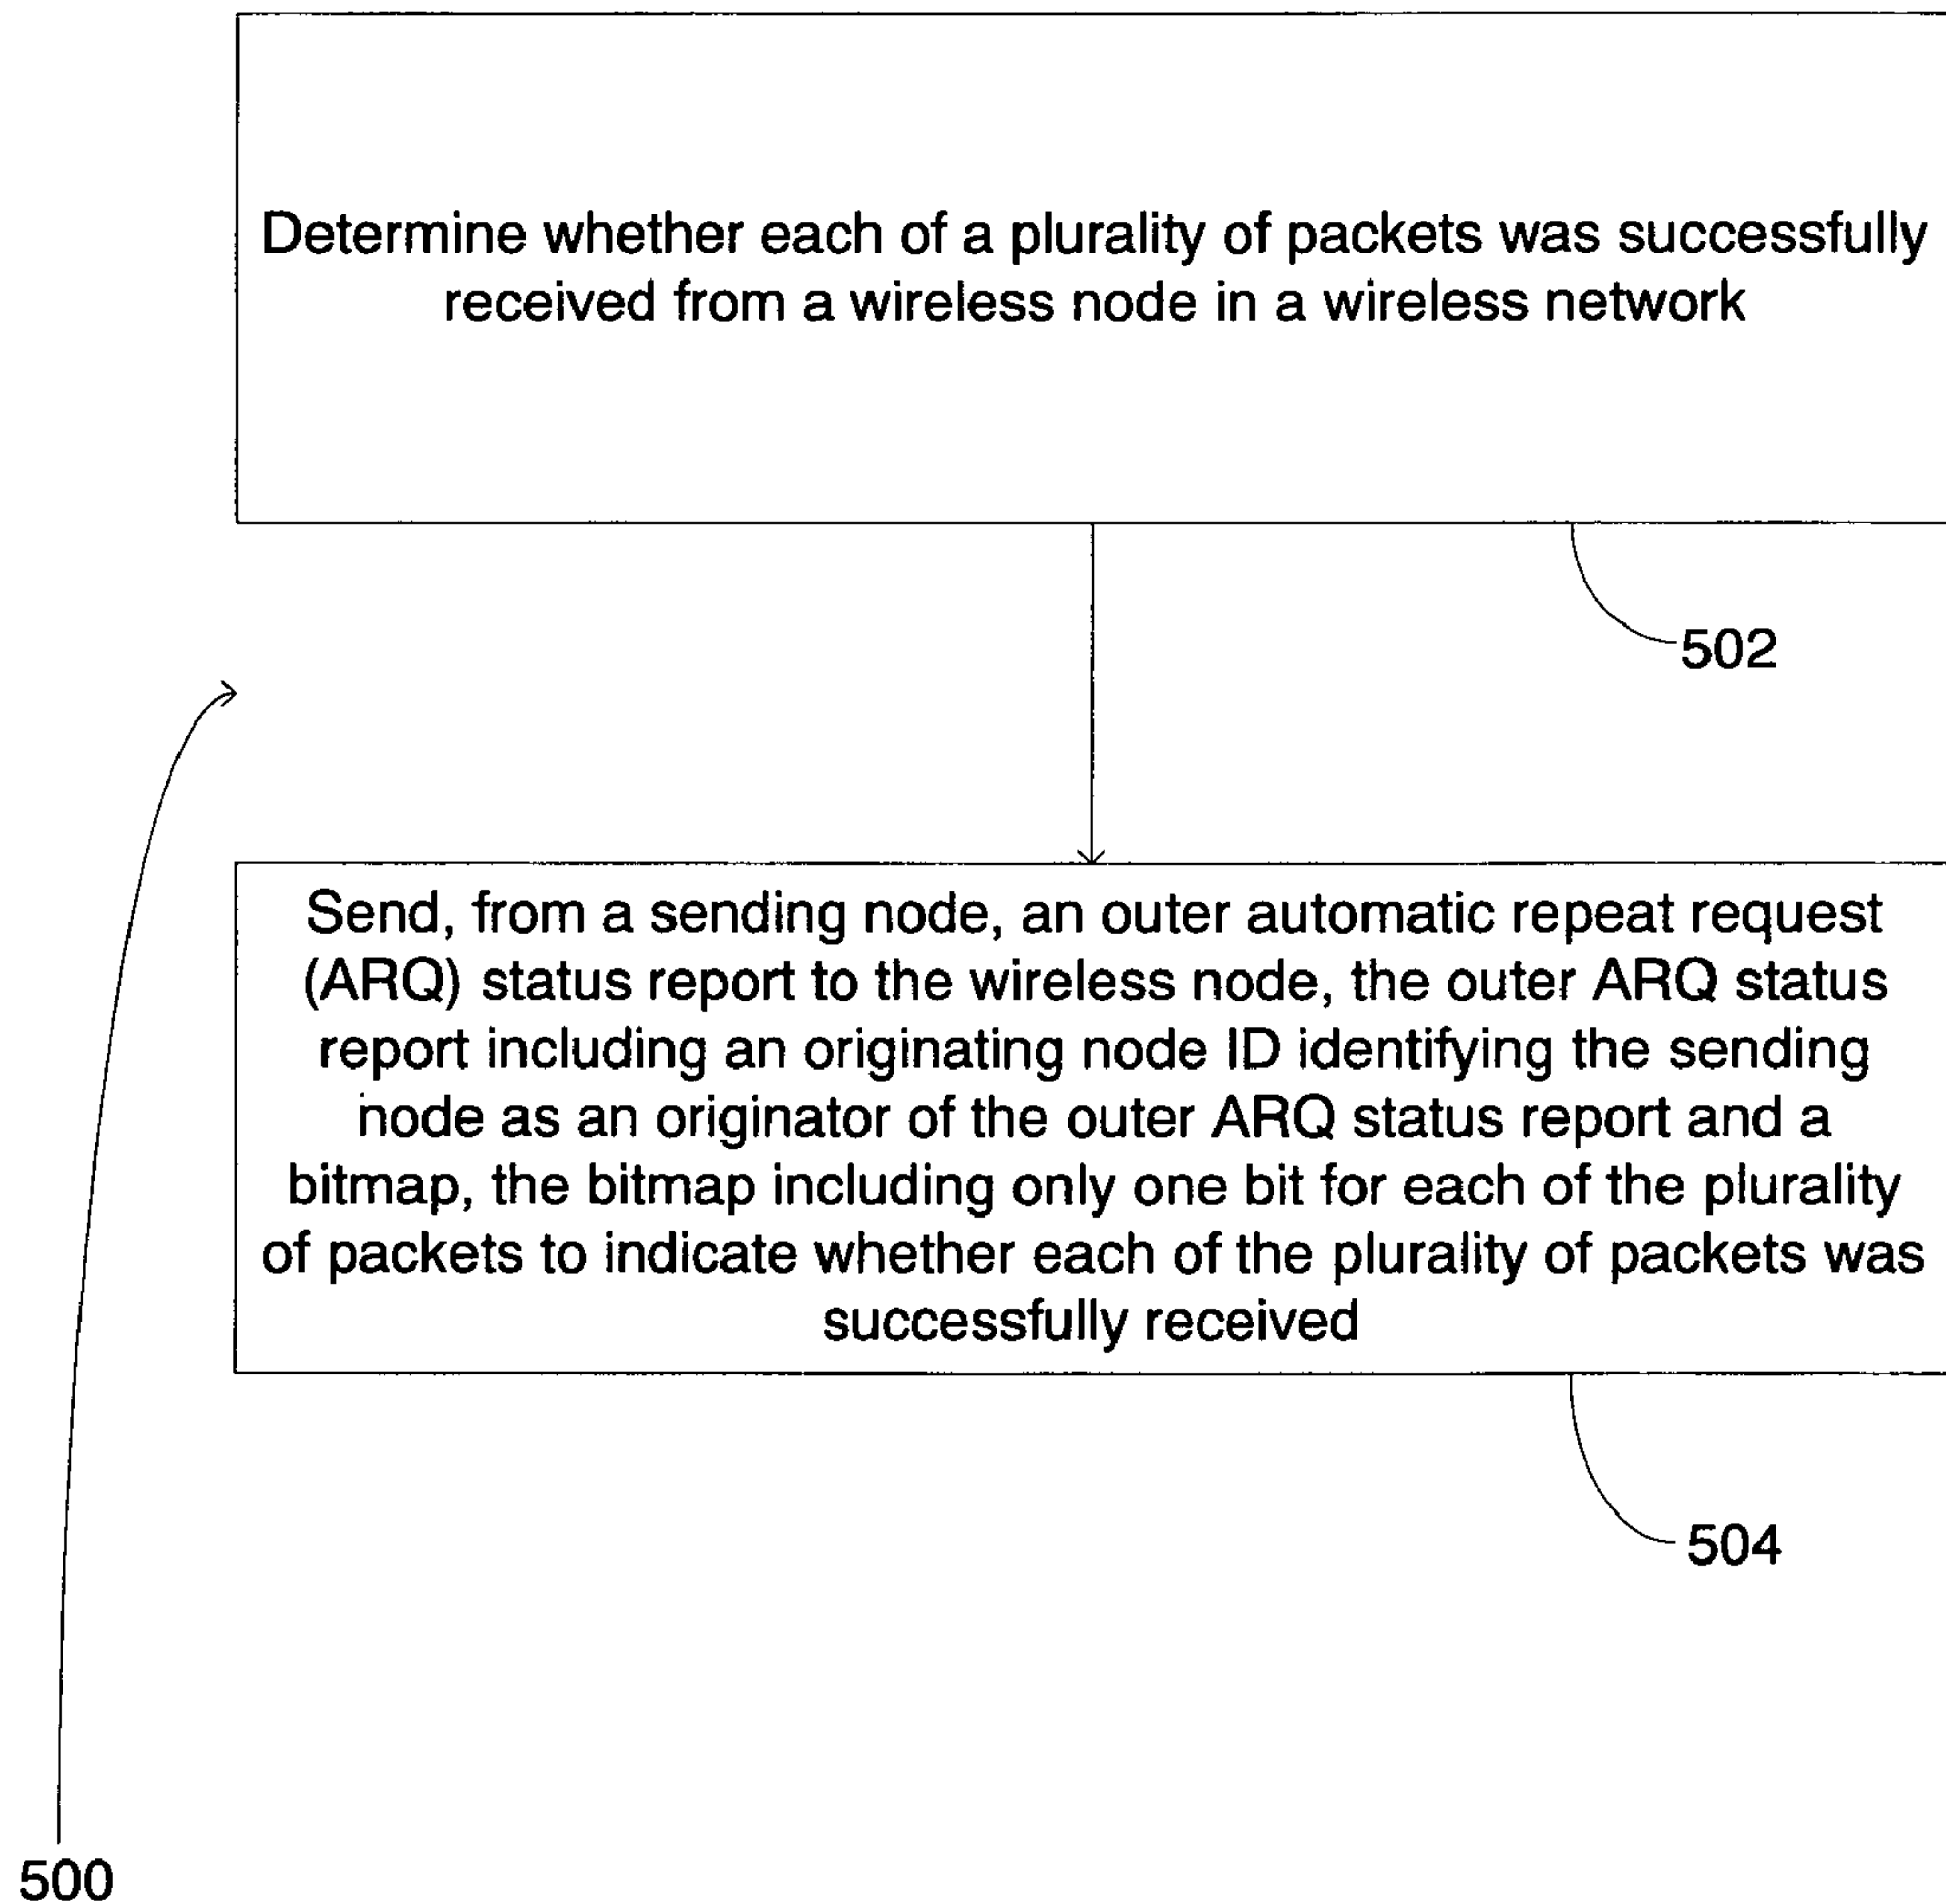 Determine whether each of a plurality of packets was successfully
received from a wireless node in a wireless network
502
Send, from a sending node, an outer automatic repeat request
(ARQ) status report to the wireless node, the outer ARQ status
report including an originating node ID identifying the sending
node as an originator of the outer ARQ status report and a
bitmap, the bitmap including only one bit for each of the plurality
of packets to indicate whether each of the plurality of packets was
successfully received
504
500